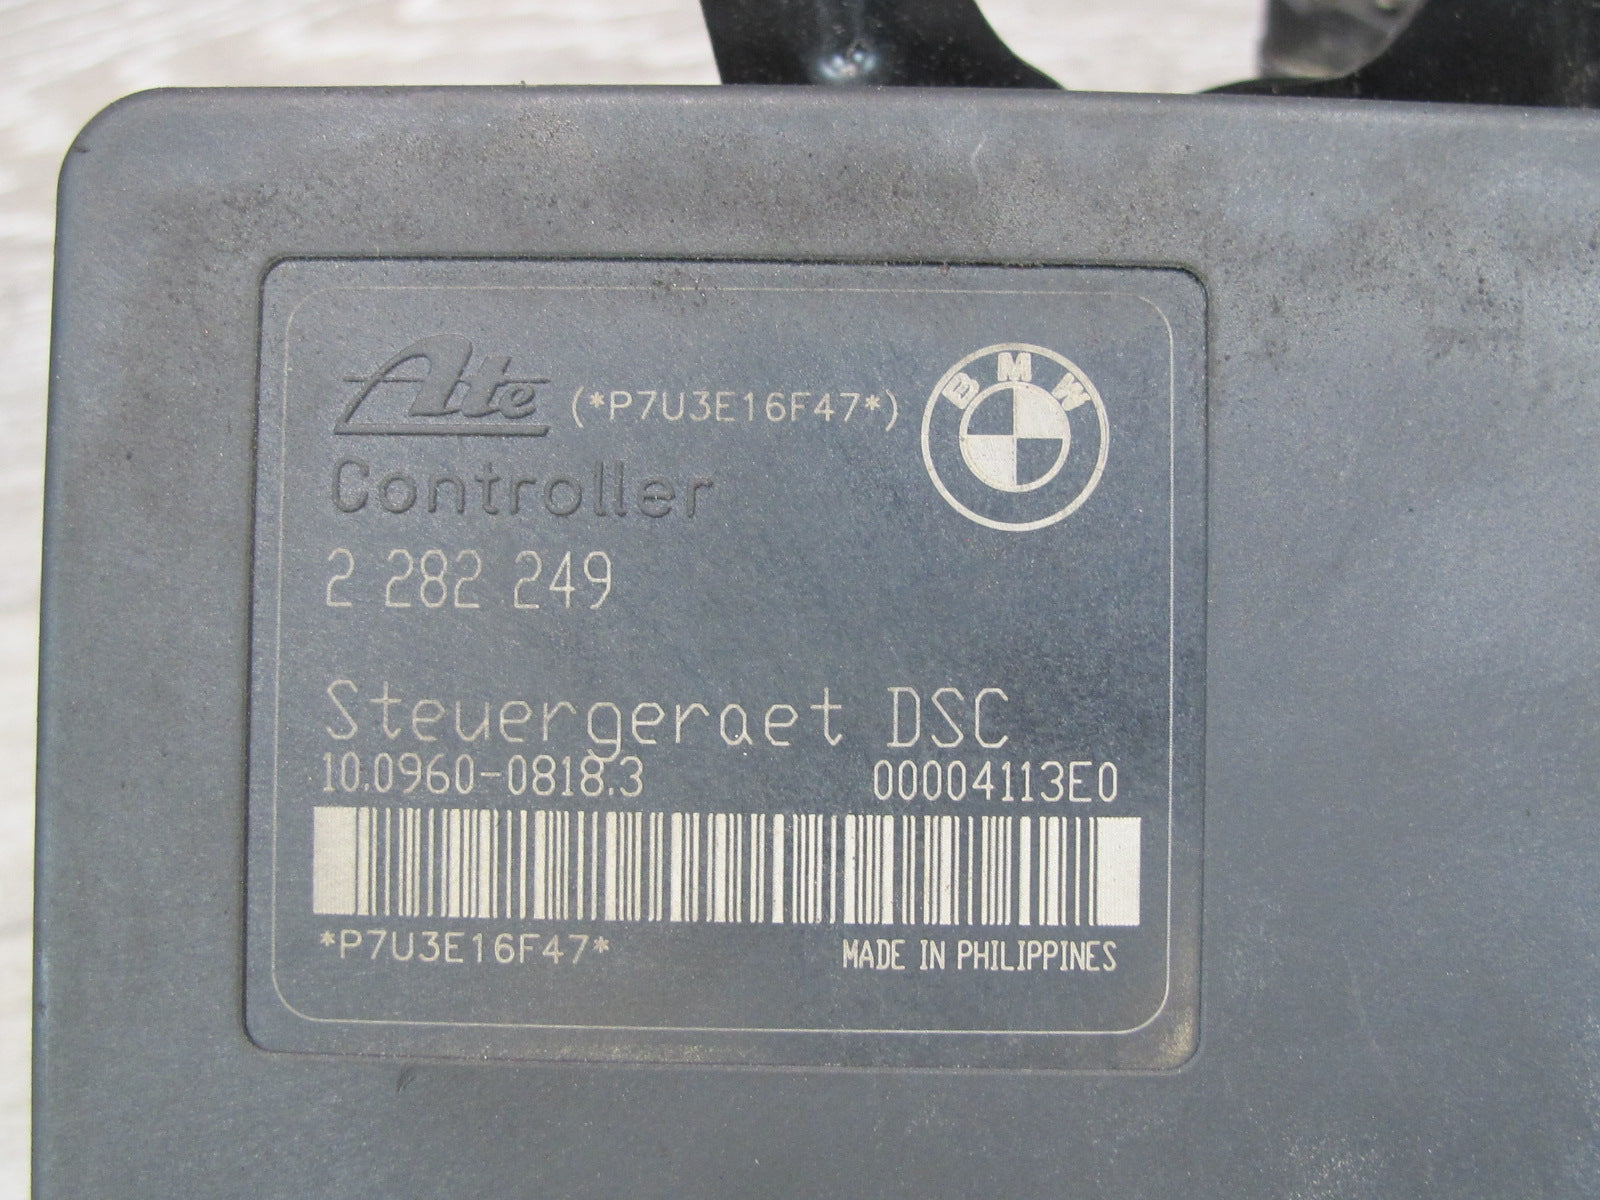 Ate (*P7U3E16F47*) BMW
Controller
2 282 249
Steuergeraet DSC
10.0960-0818.3 00004113E0
*P7U3E16F47* MADE IN PHILIPPINES